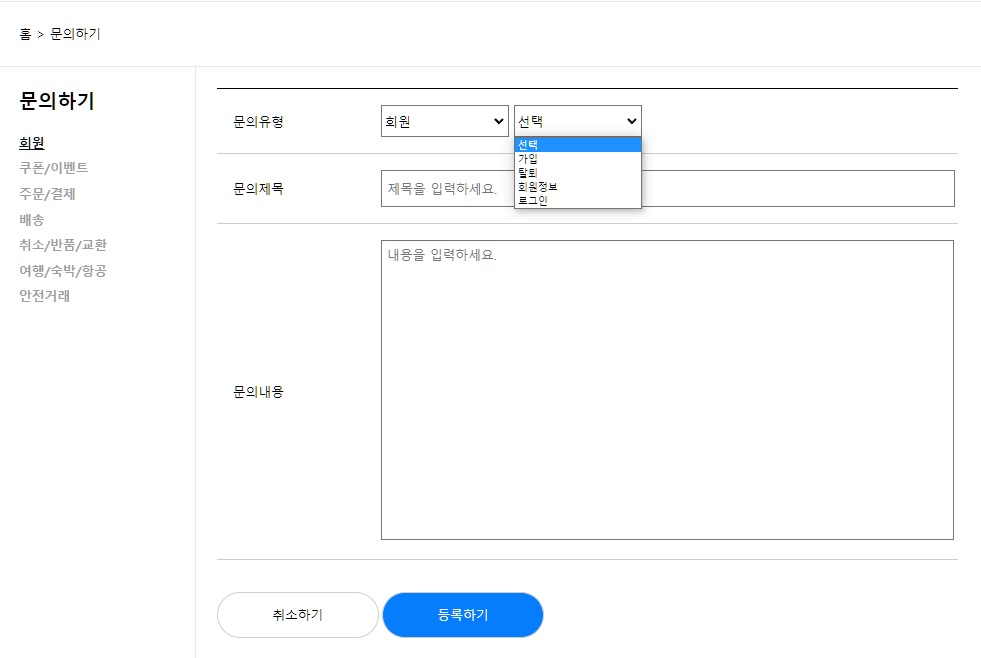 홈 > 문의하기
문의하기
회원
쿠폰/이벤트
주문/결제
배송
취소/반품/교환
여행/숙박/항공
안전거래
문의유형
회원
선택
선택
가입
탈퇴
회원정보
로그인
문의제목
제목을 입력하세요.
문의내용
내용을 입력하세요.
취소하기
등록하기